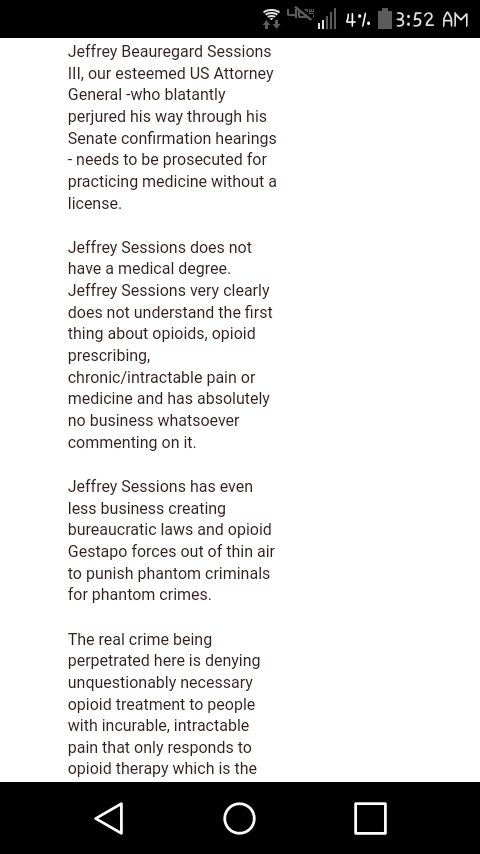 4% 3:52 AM
Jeffrey Beauregard Sessions
III, our esteemed US Attorney
General -who blatantly
perjured his way through his
Senate confirmation hearings
- needs to be prosecuted for
practicing medicine without a
license.
Jeffrey Sessions does not
have a medical degree.
Jeffrey Sessions very clearly
does not understand the first
thing about opioids, opioid
prescribing,
chronic/intractable pain or
medicine and has absolutely
no business whatsoever
commenting on it.
Jeffrey Sessions has even
less business creating
bureaucratic laws and opioid
Gestapo forces out of thin air
to punish phantom criminals
for phantom crimes.
The real crime being
perpetrated here is denying
unquestionably necessary
opioid treatment to people
with incurable, intractable
pain that only responds to
opioid therapy which is the